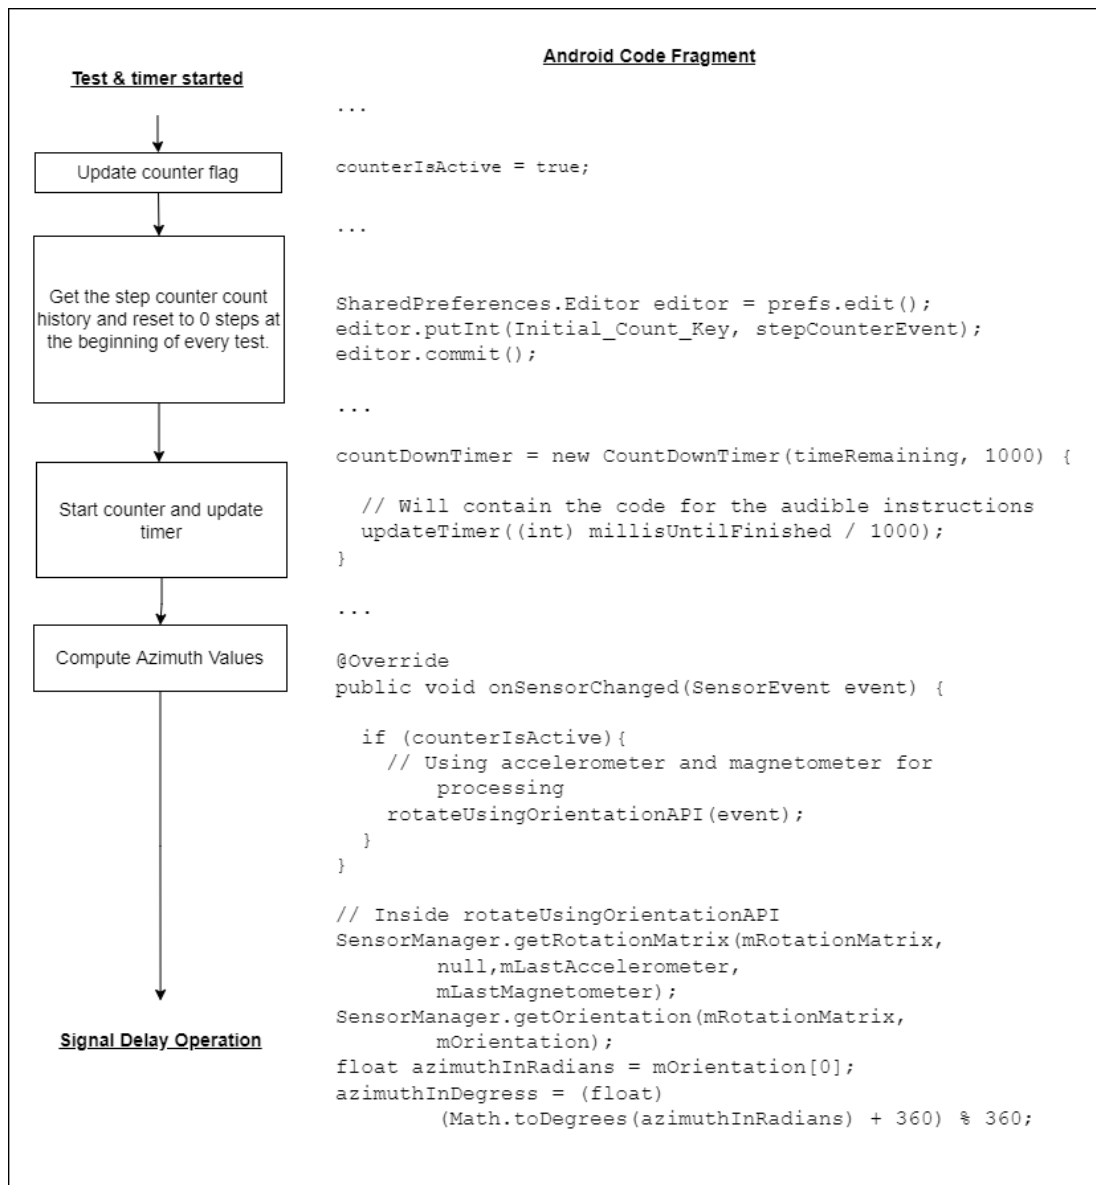 Test & timer started
Update counter flag
Get the step counter count
history and reset to 0 steps at
the beginning of every test.
Start counter and update
timer
Compute Azimuth Values
Signal Delay Operation
Android Code Fragment
...
counterIsActive = true;
...
SharedPreferences.Editor editor = prefs.edit();
editor.putInt(Initial_Count_Key, stepCounterEvent);
editor.commit();
...
countDownTimer = new CountDownTimer(timeRemaining, 1000) {
// Will contain the code for the audible instructions
updateTimer((int) millisUntilFinished / 1000);
}
...
@Override
public void onSensorChanged(SensorEvent event) {
if (counterIsActive){
// Using accelerometer and magnetometer for
processing
rotateUsingOrientationAPI(event);
}
}
// Inside rotateUsingOrientationAPI
SensorManager.getRotationMatrix(mRotationMatrix,
null,mLastAccelerometer,
mLastMagnetometer);
SensorManager.getOrientation(mRotationMatrix,
mOrientation);
float azimuthInRadians = mOrientation[0];
azimuthInDegress = (float)
(Math.toDegrees(azimuthInRadians) + 360) % 360;